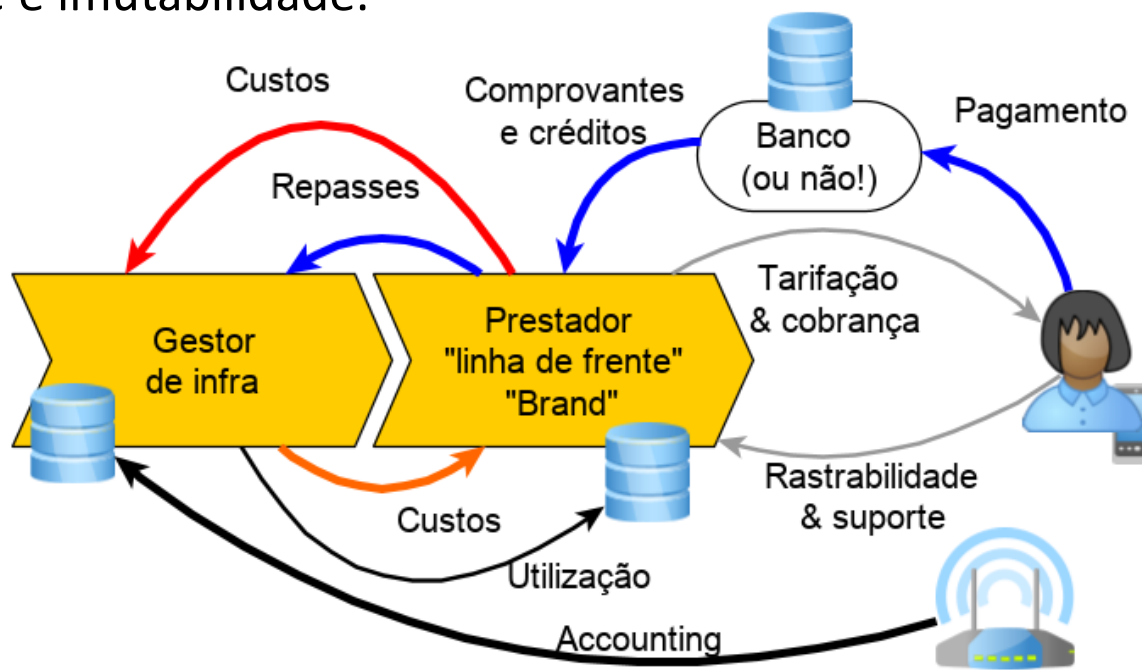 e imutabilidade.
Custos
Comprovantes
e créditos
Pagamento
Banco
(ou não!)
Repasses
Tarifação
& cobrança
Gestor
de infra
Prestador
"linha de frente"
"Brand"
Rastrabilidade
& suporte
Custos
Utilização
Accounting